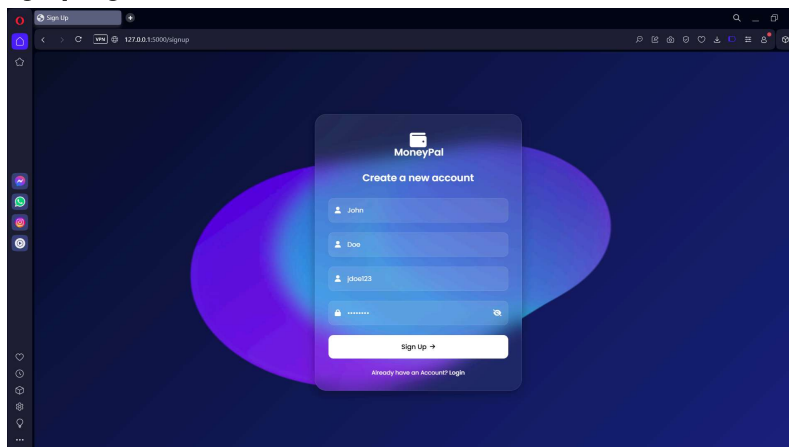 Sign Up
VPN
127.0.0.1:5000/signup
MoneyPal
Create a new account
John
Doe
jdoe123
••••••••
Sign Up →
Already have an Account? Login